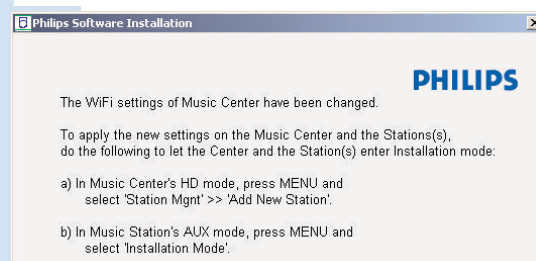 Philips Software Installation
PHILIPS
The WiFi settings of Music Center have been changed.
To apply the new settings on the Music Center and the Stations(s),
do the following to let the Center and the Station(s) enter Installation mode:
a) In Music Center's HD mode, press MENU and
select 'Station Mgnt' >> 'Add New Station'.
b) In Music Station's AUX mode, press MENU and
select 'Installation Mode'.